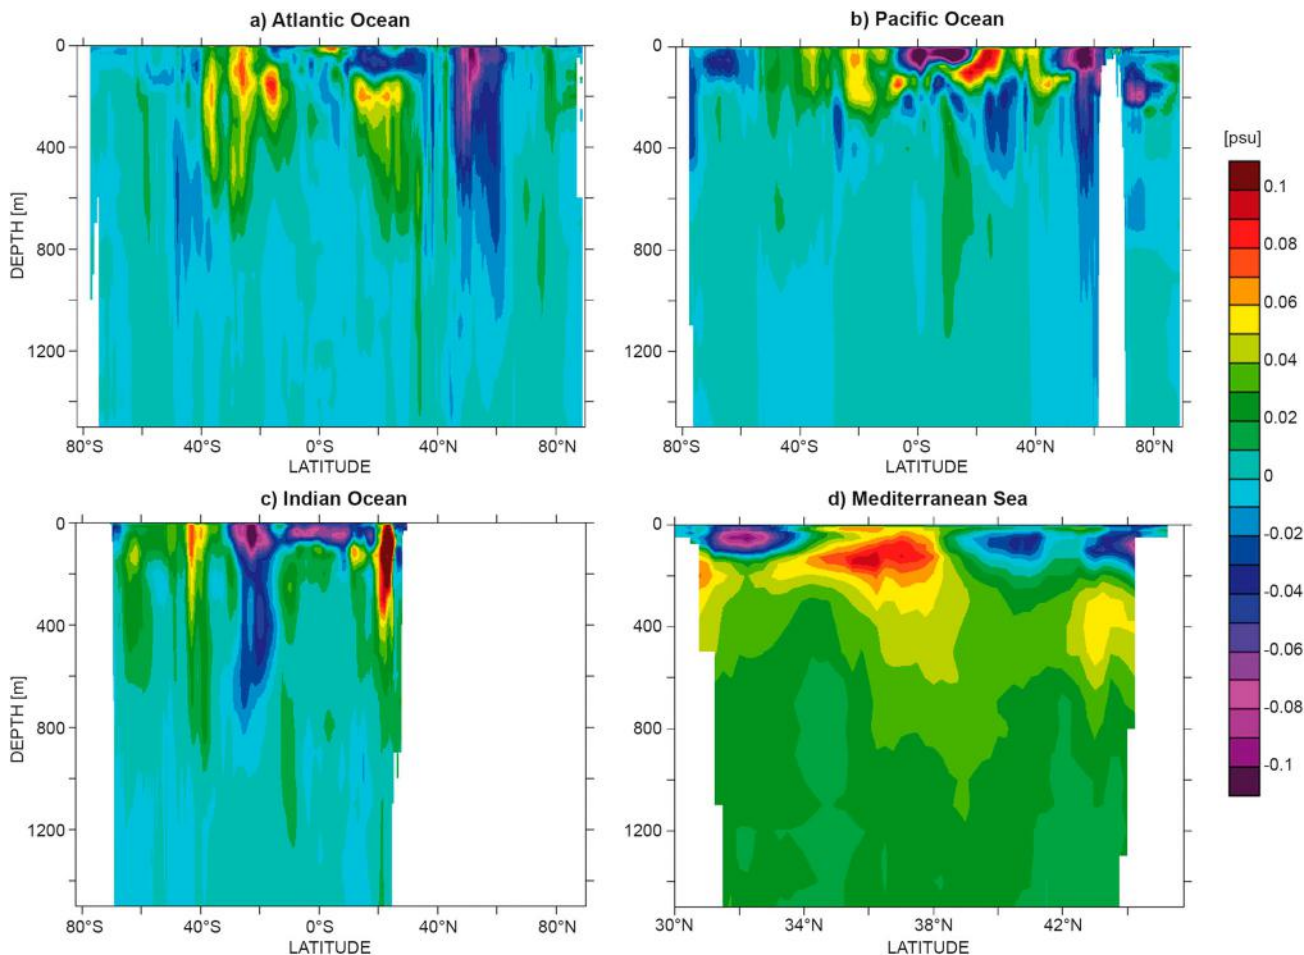 a) Atlantic Ocean
b) Pacific Ocean
0
400
800
1200
DEPTH [m]
80°S
40°S
0°S
40°N
80°N
LATITUDE
0
400
800
1200
80°S
40°S
0°S
40°N
80°N
LATITUDE
[psu]
0.1
0.08
0.06
0.04
0.02
0
-0.02
-0.04
-0.06
-0.08
-0.1
c) Indian Ocean
d) Mediterranean Sea
0
400
800
1200
DEPTH [m]
80°S
40°S
0°S
40°N
80°N
LATITUDE
0
400
800
1200
30°N
34°N
38°N
42°N
LATITUDE